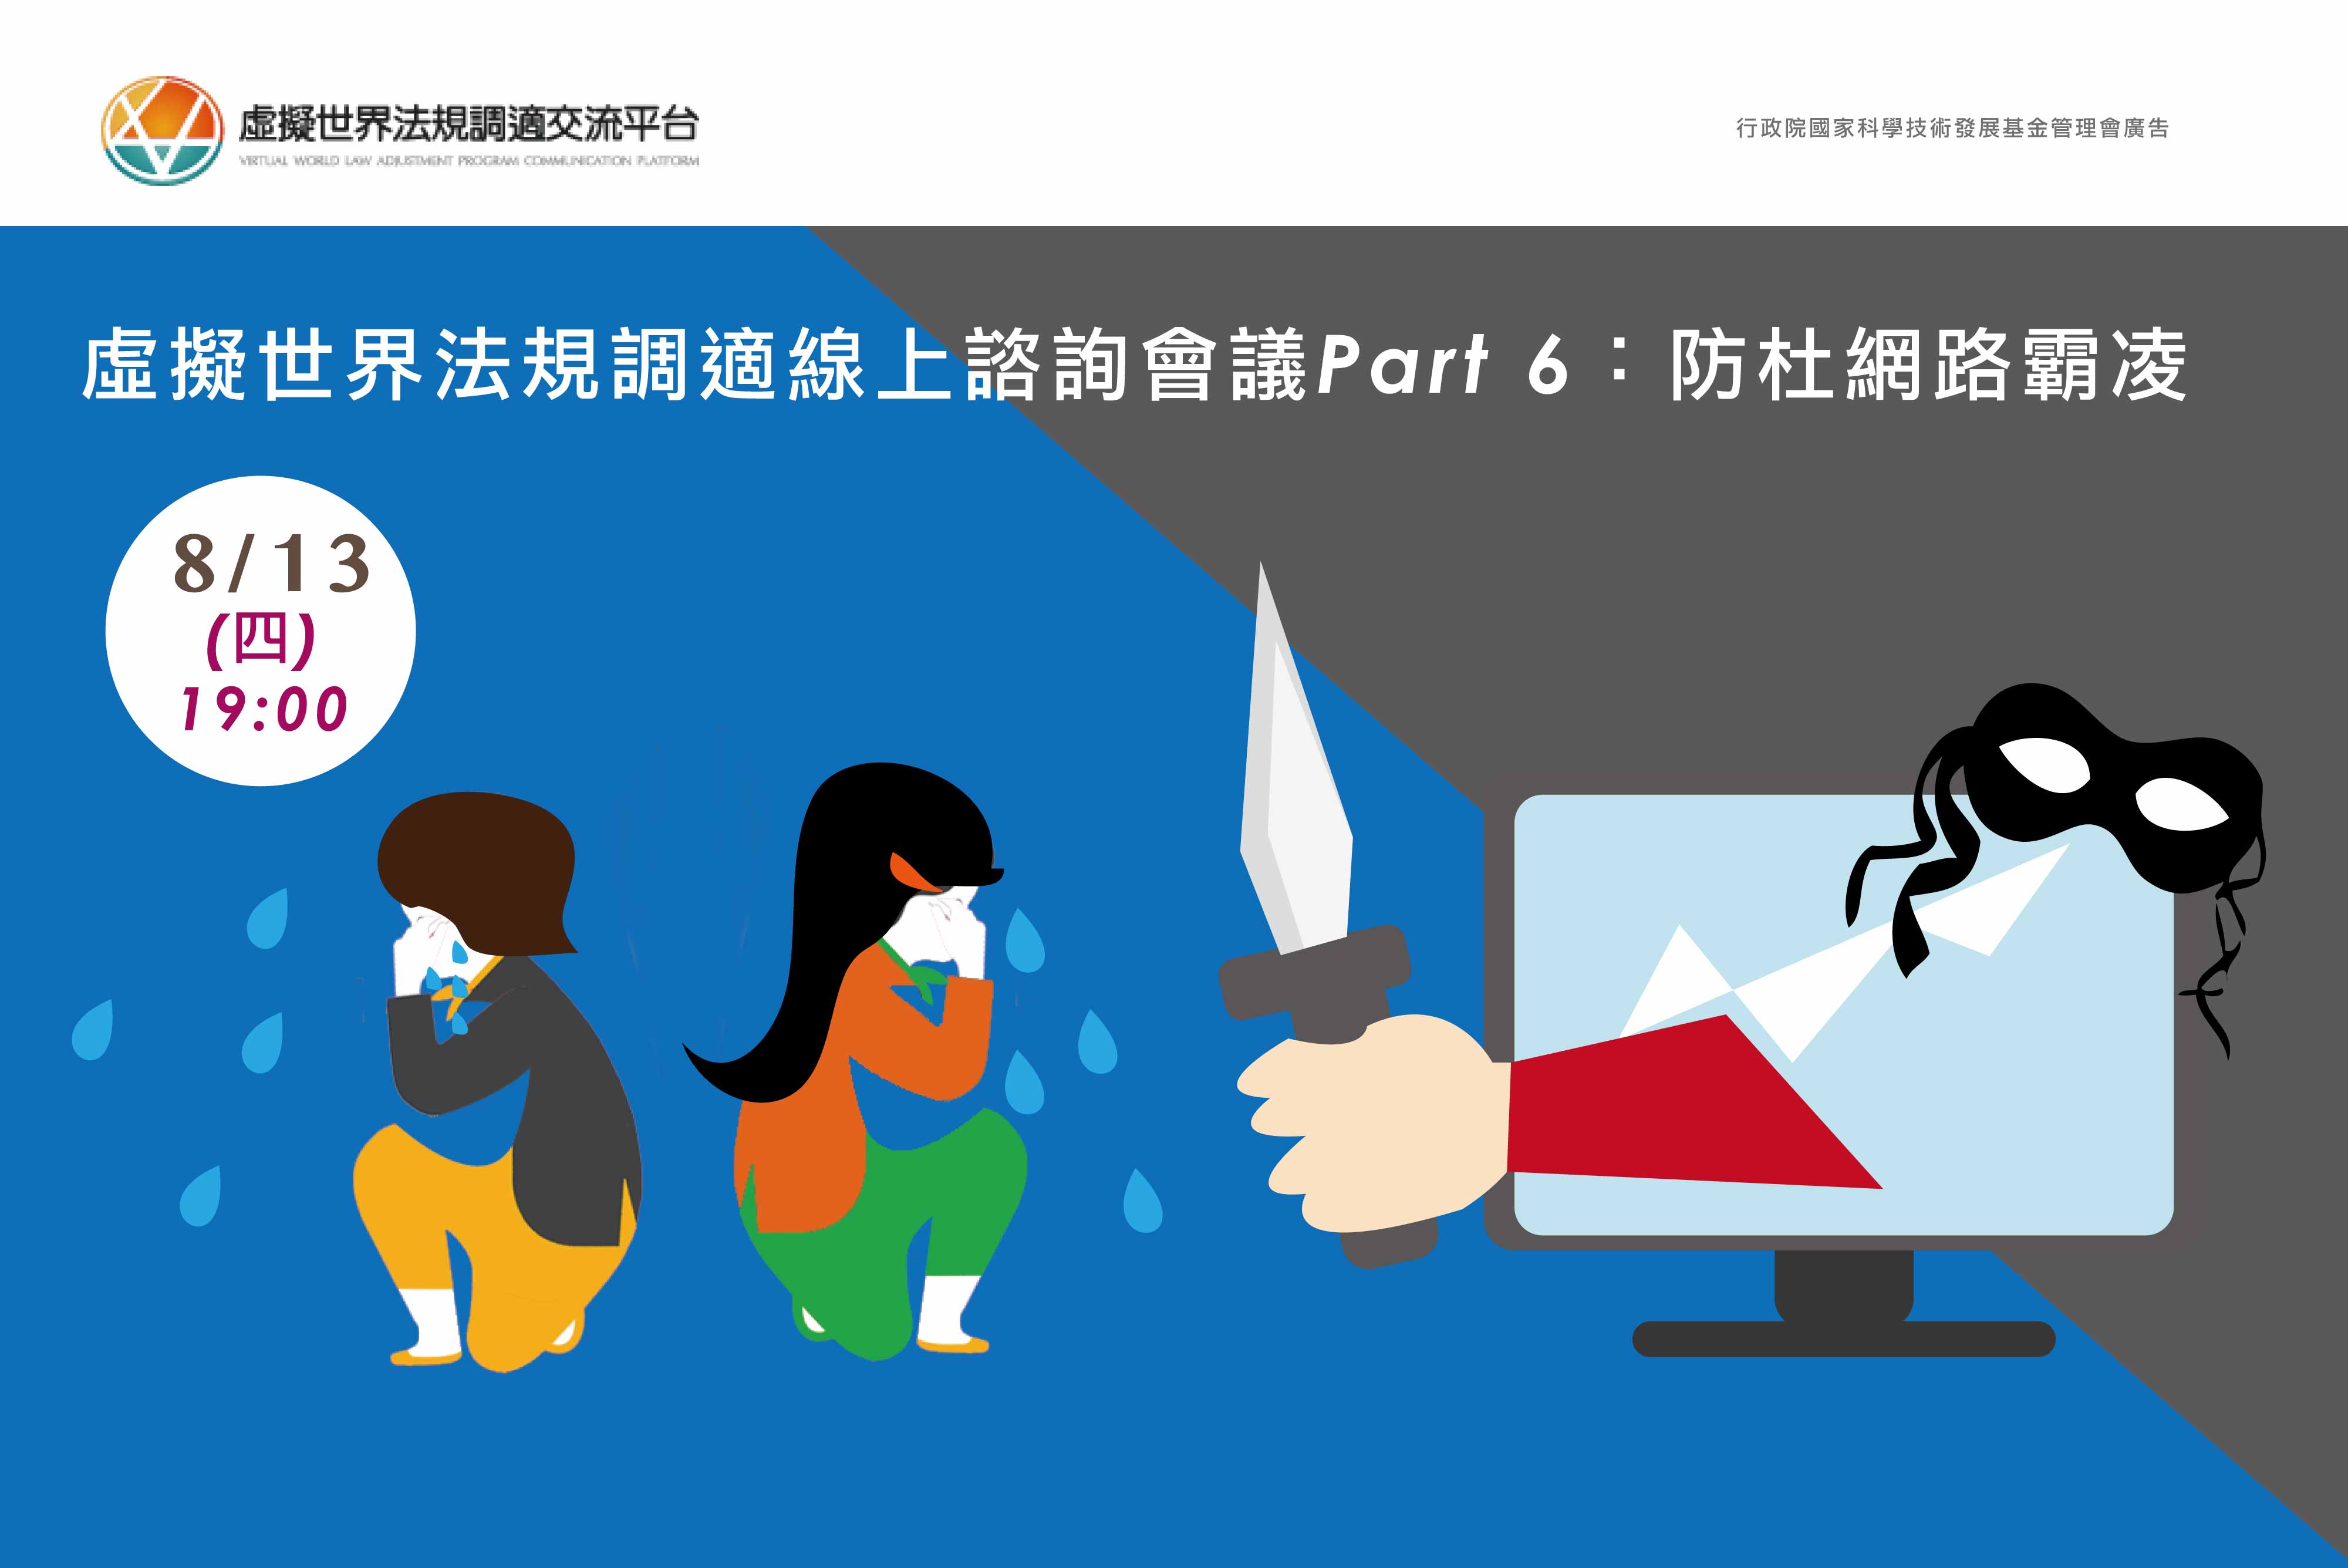 虛擬世界法規調適交流平台
VIRTUAL WORLD LAW ADJUSTMENT PROGRAM COMMUNICATION PLATFORM
行政院國家科學技術發展基金管理會廣告
虛擬世界法規調適線上諮詢會議Part 6：防杜網路霸凌
8/13
(四)
19:00